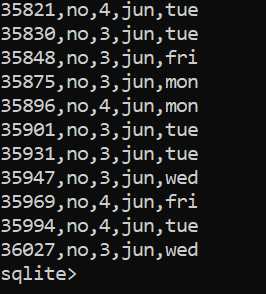 35821,no,4,jun,tue
35830,no,3,jun,tue
35848,no,3,jun,fri
35875,no,3,jun,mon
35896,no,4,jun,mon
35901,no,3,jun,tue
35931,no,3,jun,tue
35947,no,3,jun,wed
35969,no,4,jun,fri
35994,no,4,jun,tue
36027,no,3,jun,wed
sqlite>